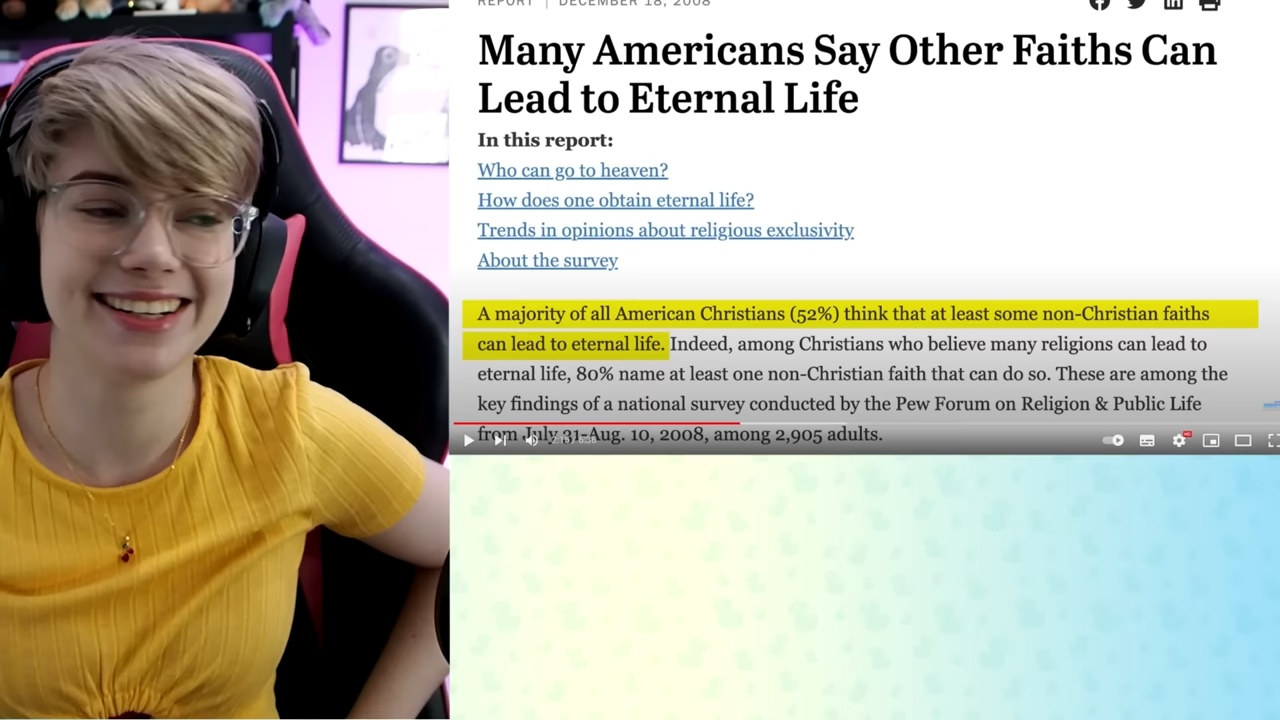 REPORT | DECEMBER 18, 2008
Many Americans Say Other Faiths Can
Lead to Eternal Life
In this report:
Who can go to heaven?
How does one obtain eternal life?
Trends in opinions about religious exclusivity
About the survey
A majority of all American Christians (52%) think that at least some non-Christian faiths
can lead to eternal life. Indeed, among Christians who believe many religions can lead to
eternal life, 80% name at least one non-Christian faith that can do so. These are among the
key findings of a national survey conducted by the Pew Forum on Religion & Public Life
from July 31-Aug. 10, 2008, among 2,905 adults.